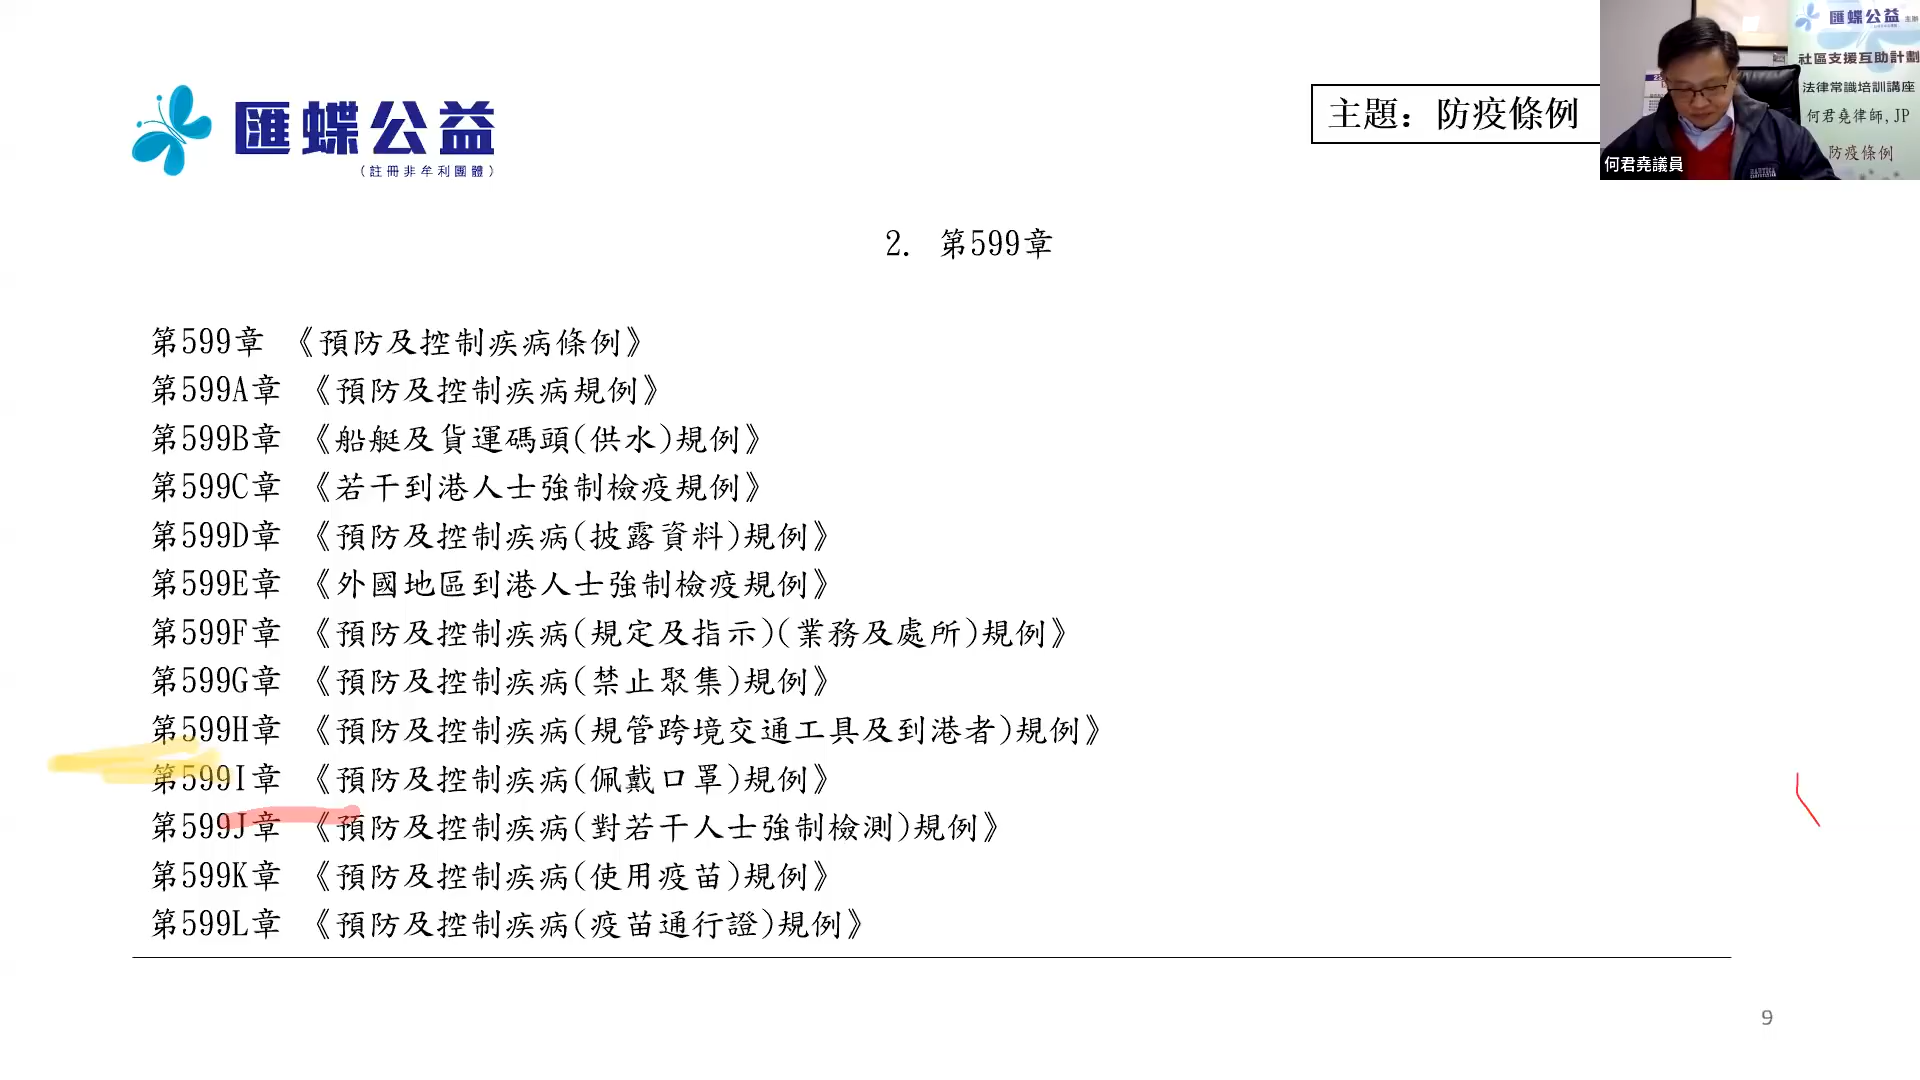 匯蝶公益
(註冊非牟利團體)
主題：防疫條例
匯蝶公益 主辦
社區支援互助計劃
法律常識培訓講座
何君堯律師,JP
防疫條例
何君堯議員
2. 第599章
第599章 《預防及控制疾病條例》
第599A章 《預防及控制疾病規例》
第599B章 《船艇及貨運碼頭(供水)規例》
第599C章 《若干到港人士強制檢疫規例》
第599D章 《預防及控制疾病(披露資料)規例》
第599E章 《外國地區到港人士強制檢疫規例》
第599F章 《預防及控制疾病(規定及指示)(業務及處所)規例》
第599G章 《預防及控制疾病(禁止聚集)規例》
第599H章 《預防及控制疾病(規管跨境交通工具及到港者)規例》
第599I章 《預防及控制疾病(佩戴口罩)規例》
第599J章 《預防及控制疾病(對若干人士強制檢測)規例》
第599K章 《預防及控制疾病(使用疫苗)規例》
第599L章 《預防及控制疾病(疫苗通行證)規例》
9